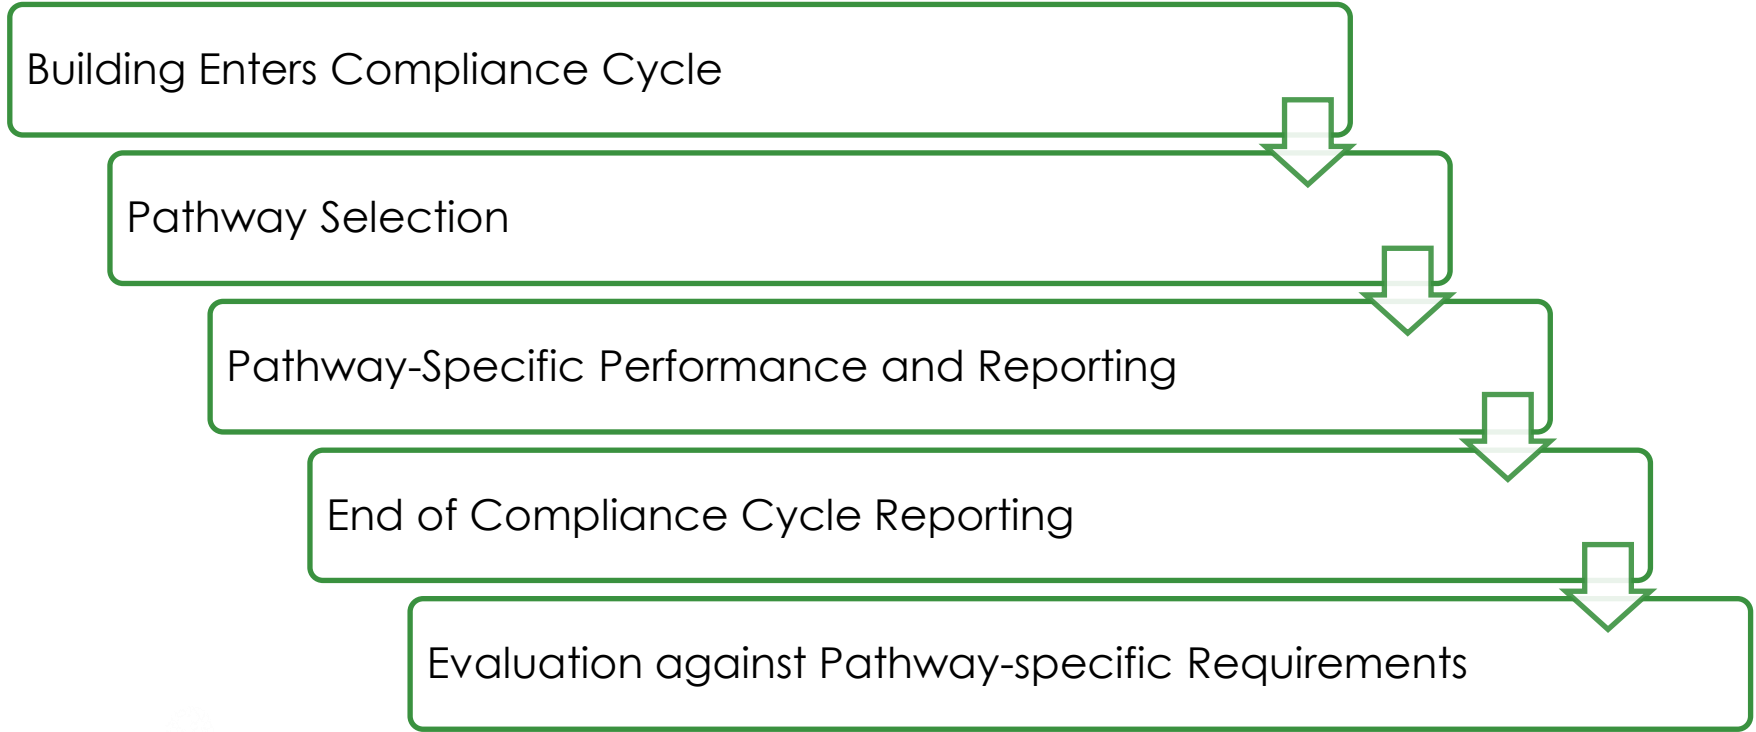 Building Enters Compliance Cycle
Pathway Selection
Pathway-Specific Performance and Reporting
End of Compliance Cycle Reporting
Evaluation against Pathway-specific Requirements